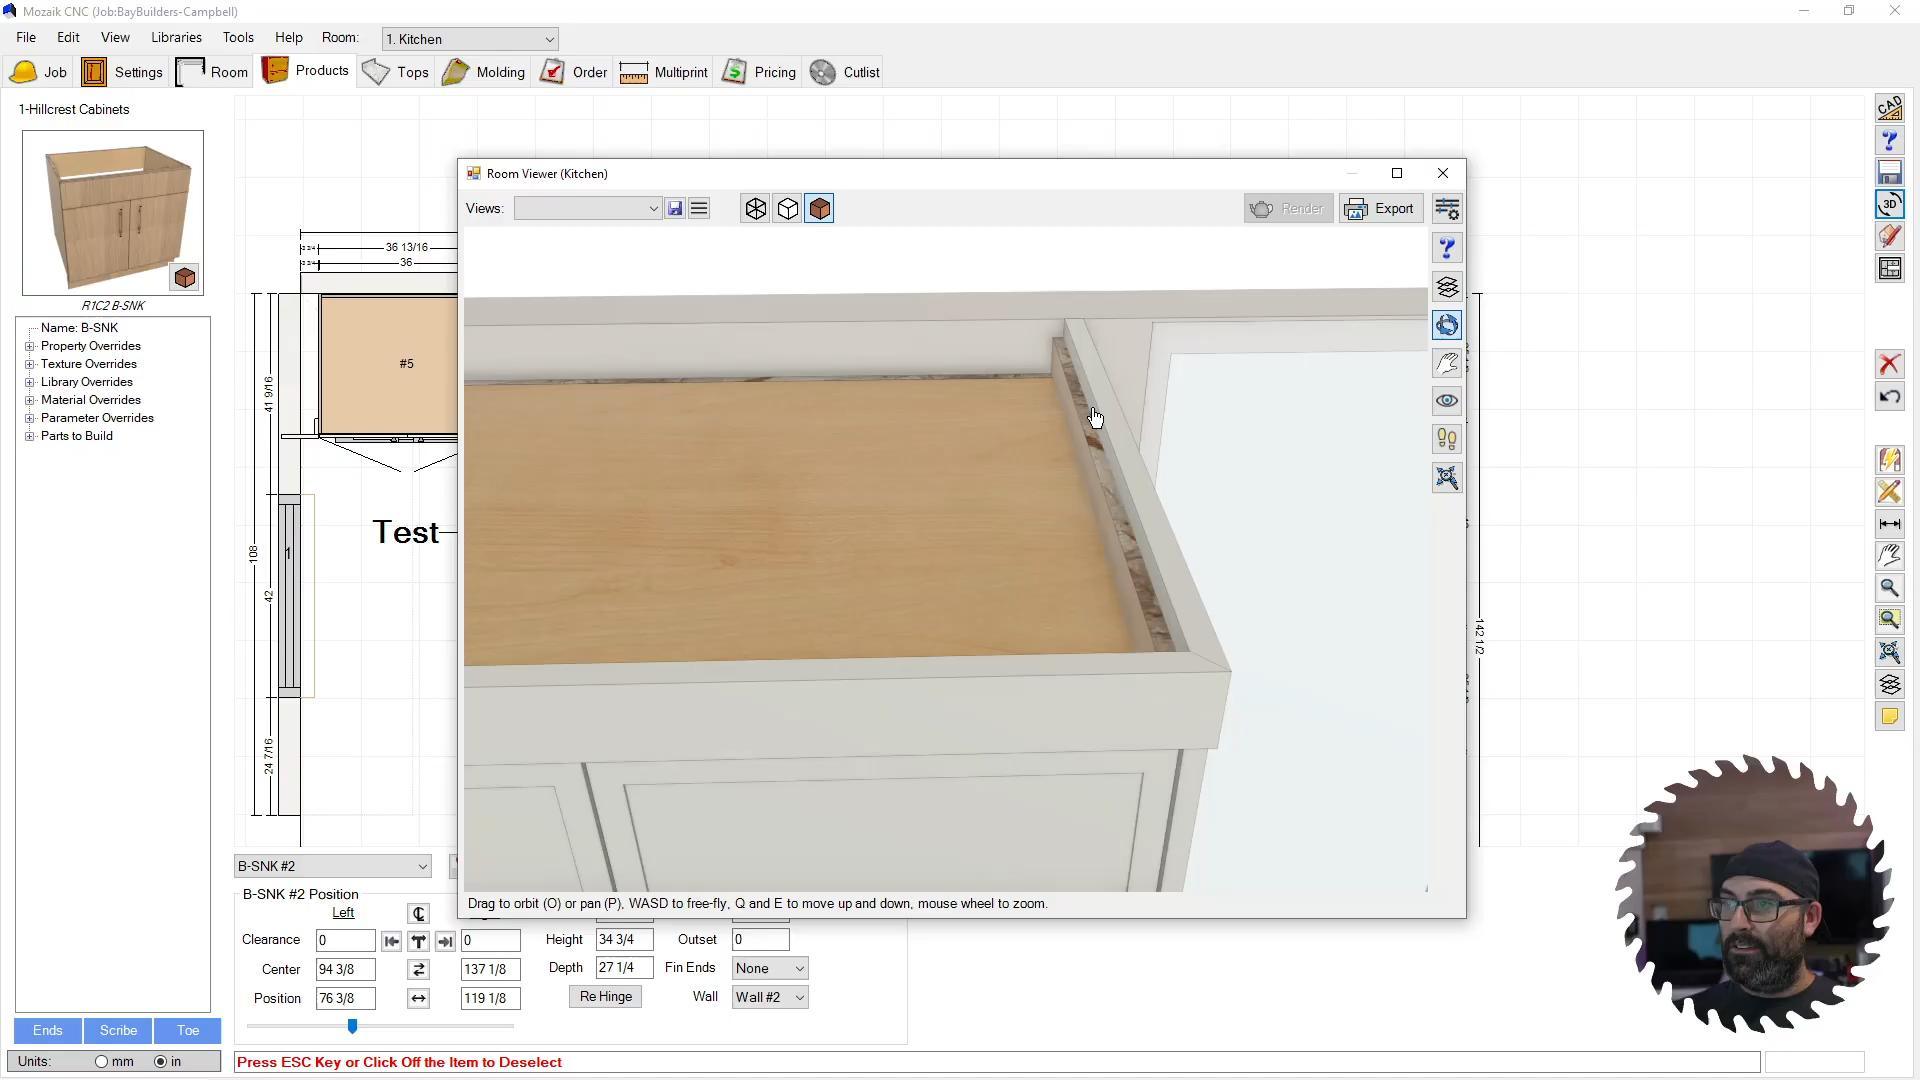 Mozaik CNC (Job:BayBuilders-Campbell)
File Edit View Libraries Tools Help Room: 1. Kitchen
Job Settings Room Products Tops Molding Order Multiprint Pricing Cutlist
1-Hillcrest Cabinets
R1C2 B-SNK
Name: B-SNK
Property Overrides
Texture Overrides
Library Overrides
Material Overrides
Parameter Overrides
Parts to Build
Ends Scribe Toe
Units: mm in
36 13/16
36
#5
41 9/16
108
42
1
24 7/16
Test
Room Viewer (Kitchen)
Views:
Render Export
Drag to orbit (O) or pan (P), WASD to free-fly, Q and E to move up and down, mouse wheel to zoom.
142 1/2
CAD
3D
B-SNK #2
B-SNK #2 Position
Left
Clearance 0 0 Height 34 3/4 Outset 0
Center 94 3/8 137 1/8 Depth 27 1/4 Fin Ends None
Position 76 3/8 119 1/8 Re Hinge Wall Wall #2
Press ESC Key or Click Off the Item to Deselect